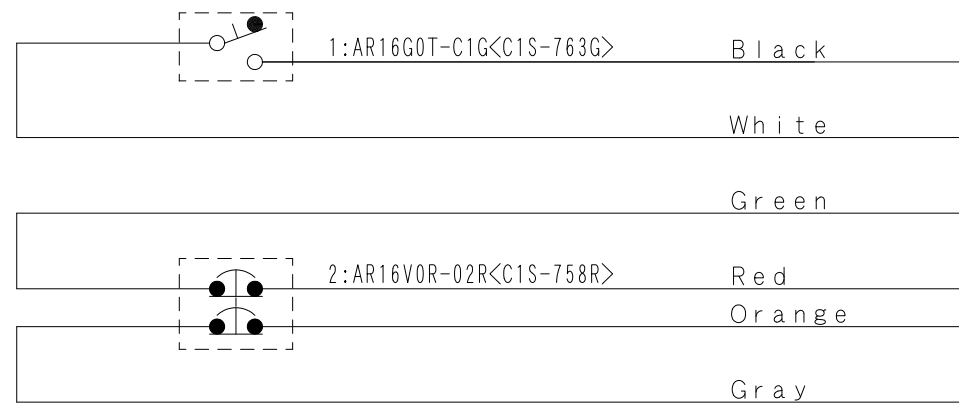 1:AR16G0T-C1G<C1S-763G>
Black
White
Green
2:AR16V0R-02R<C1S-758R>
Red
Orange
Gray